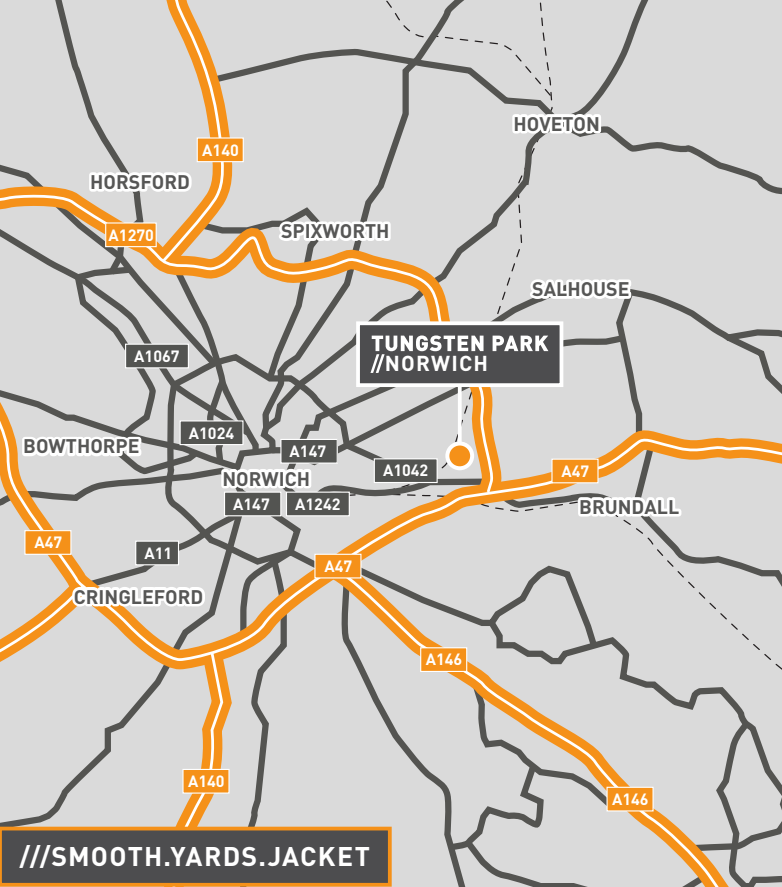 HOVETON
A140
HORSFORD
A1270
SPIXWORTH
SALHOUSE
TUNGSTEN PARK
//NORWICH
A1067
A1024
BOWTHORPE
A147
A1042
A47
NORWICH
A147
A1242
BRUNDALL
A47
A11
A47
CRINGLEFORD
A146
A140
A146
///SMOOTH.YARDS.JACKET